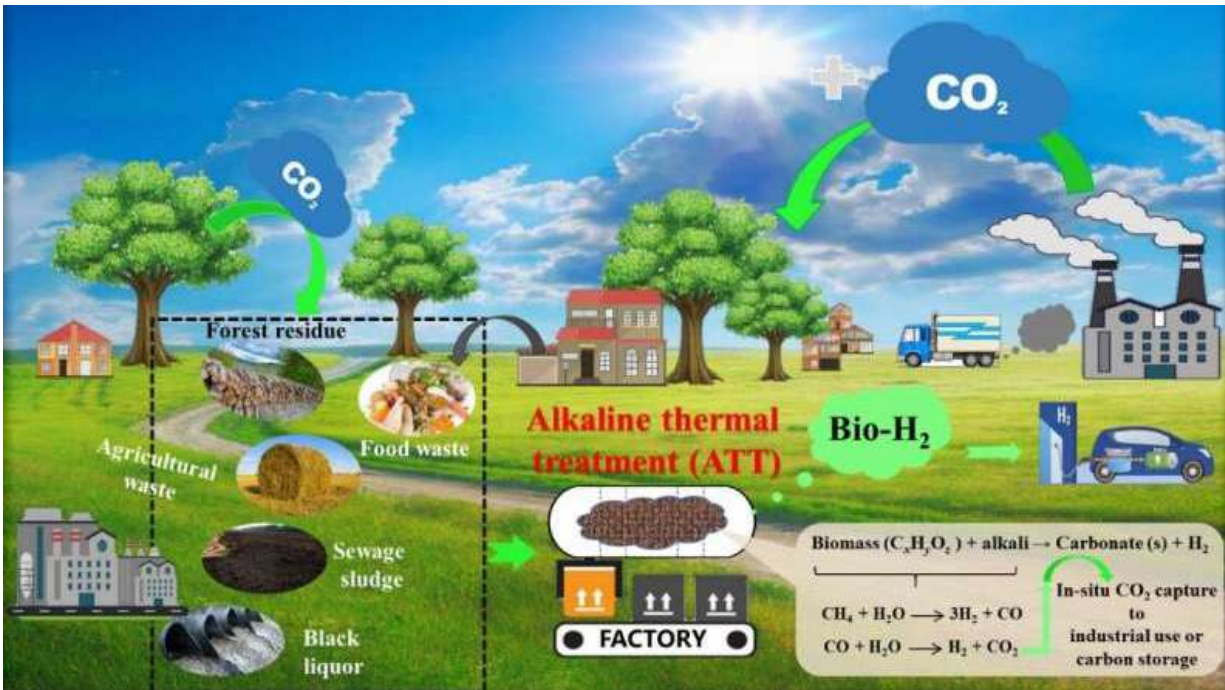 CO₂
CO₂
Forest residue
Food waste
Agricultural
waste
Sewage
sludge
Black
liquor
Alkaline thermal
treatment (ATT)
Bio-H₂
H₂
FACTORY
Biomass (CₓHᵧO_z) + alkali → Carbonate (s) + H₂
CH₄ + H₂O → 3H₂ + CO
CO + H₂O → H₂ + CO₂
In-situ CO₂ capture
to
industrial use or
carbon storage